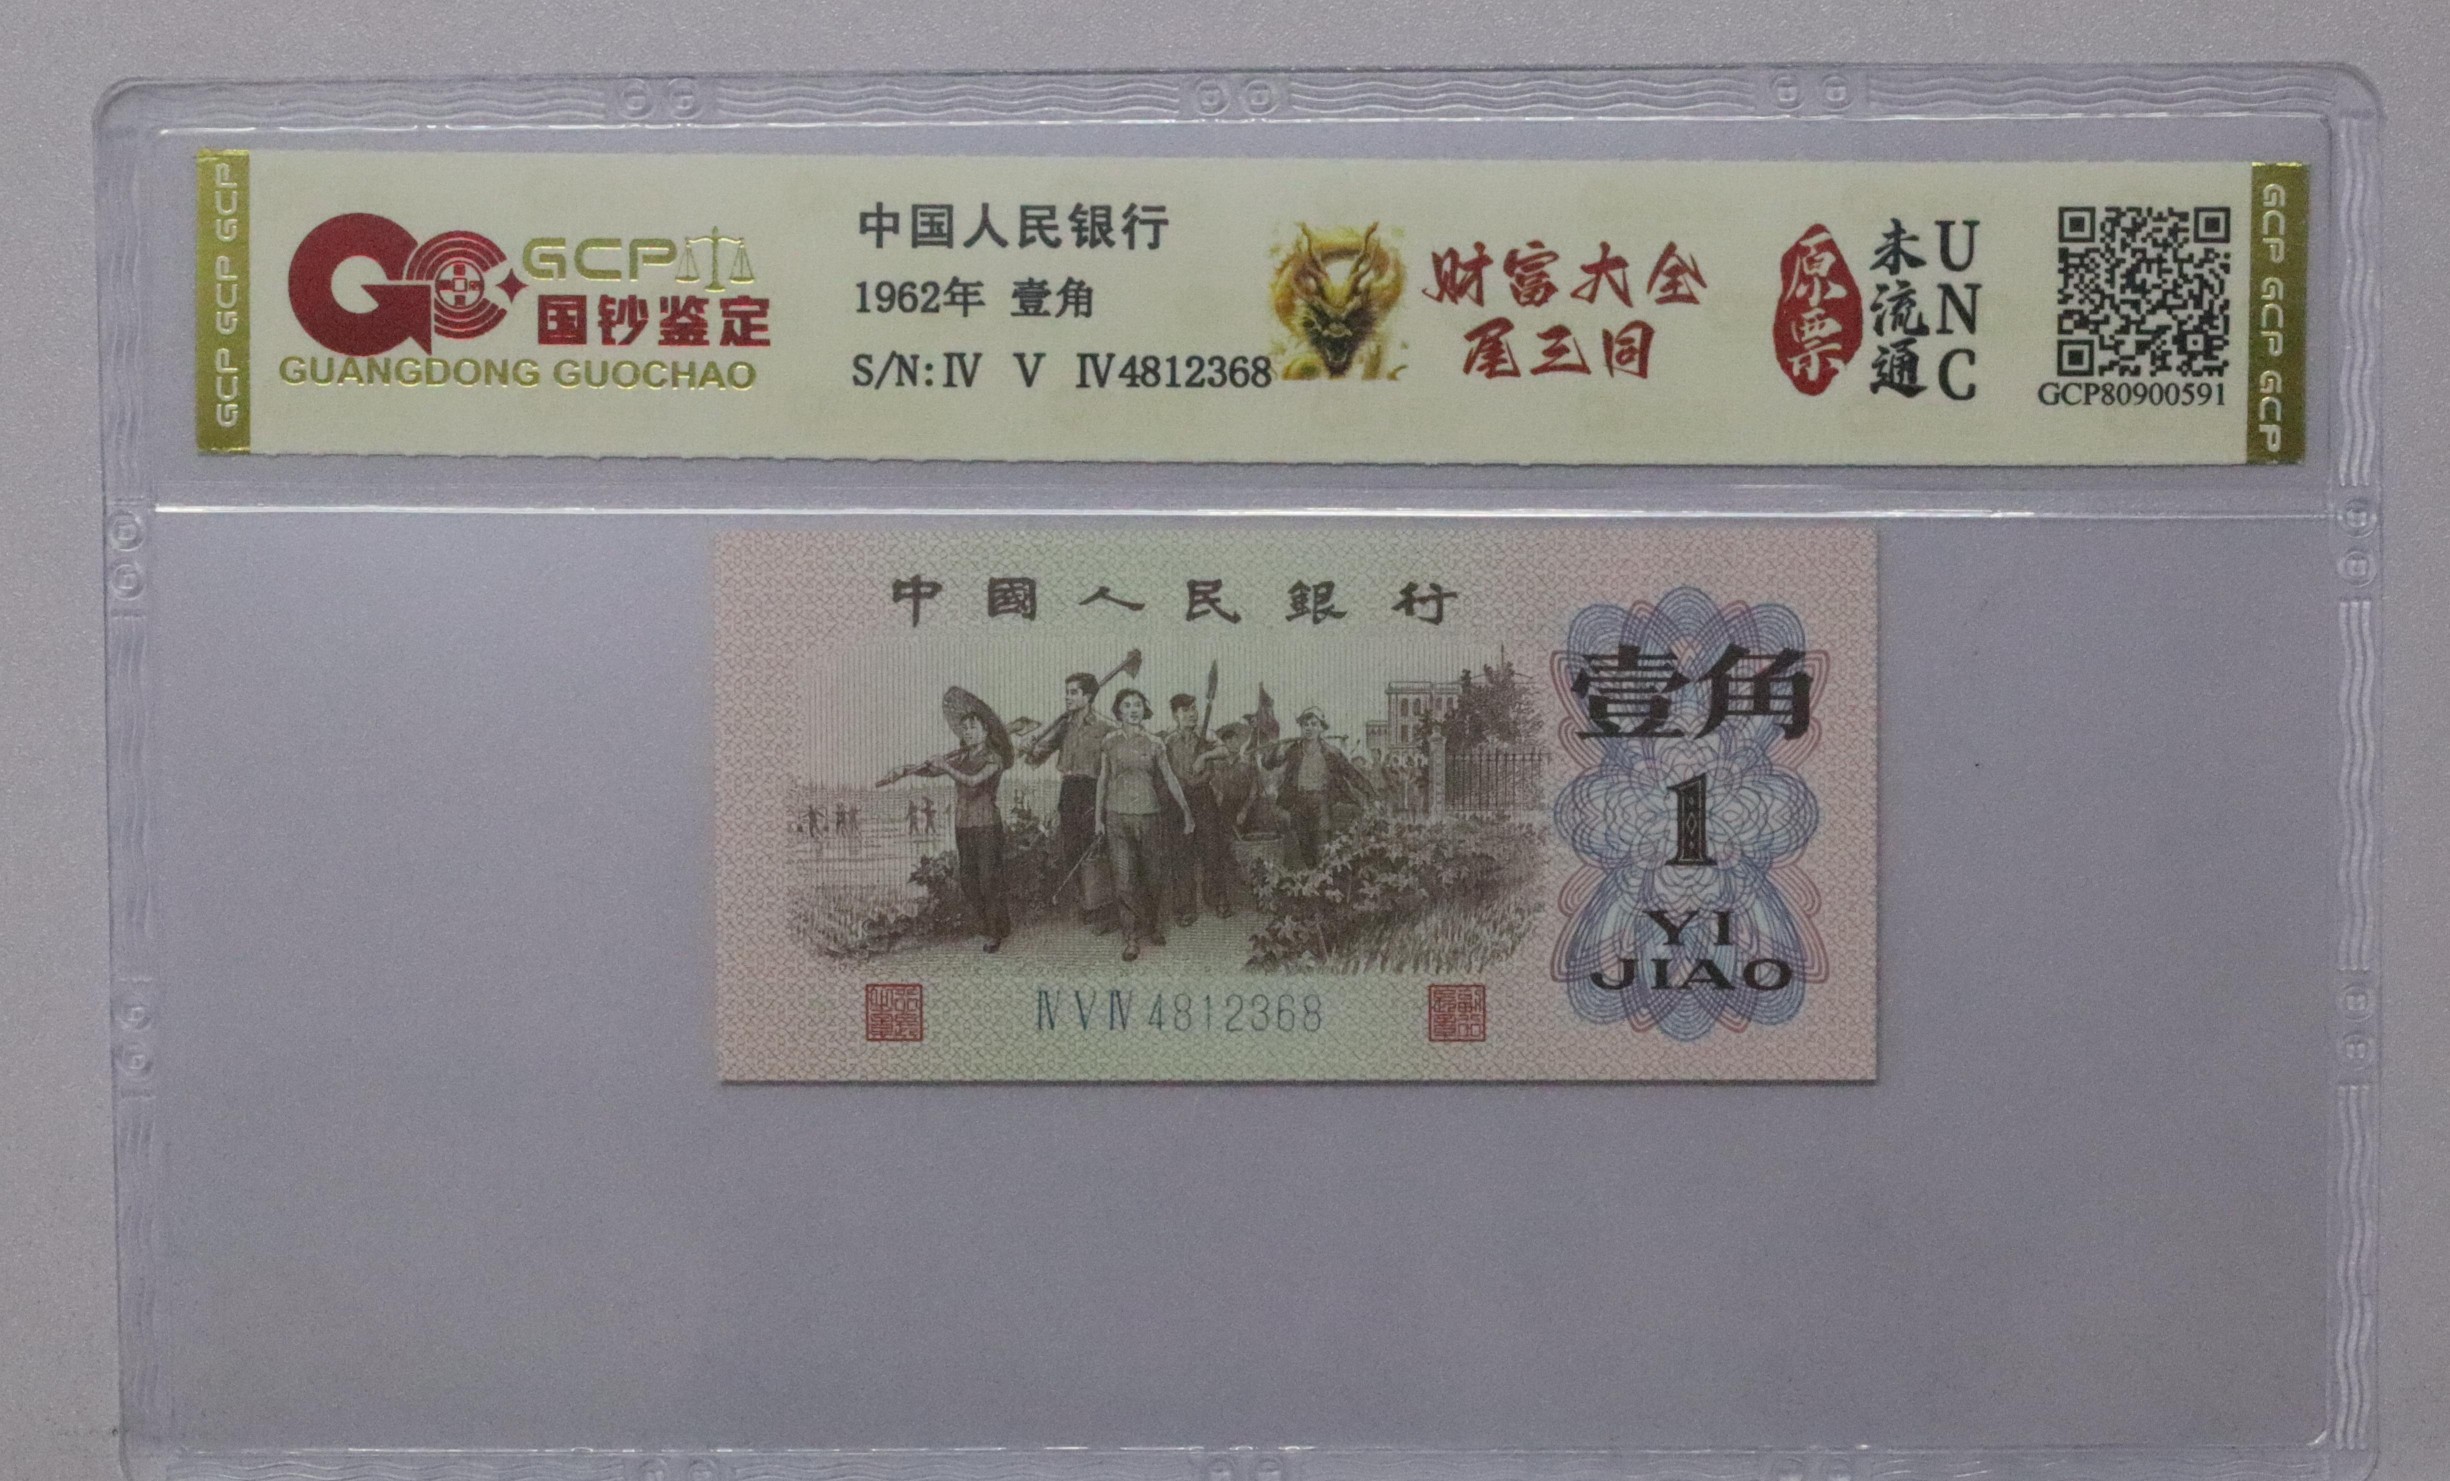 GCP GCP GCP
GCP
国钞鉴定
GUANGDONG GUOCHAO
中国人民银行
1962年 壹角
S/N:Ⅳ Ⅴ Ⅳ4812368
财富大全
尾三同
原票
未流通
UNC
GCP80900591
GCP GCP GCP GCP
中國人民銀行
壹角
1
YI
JIAO
ⅣⅤⅣ4812368